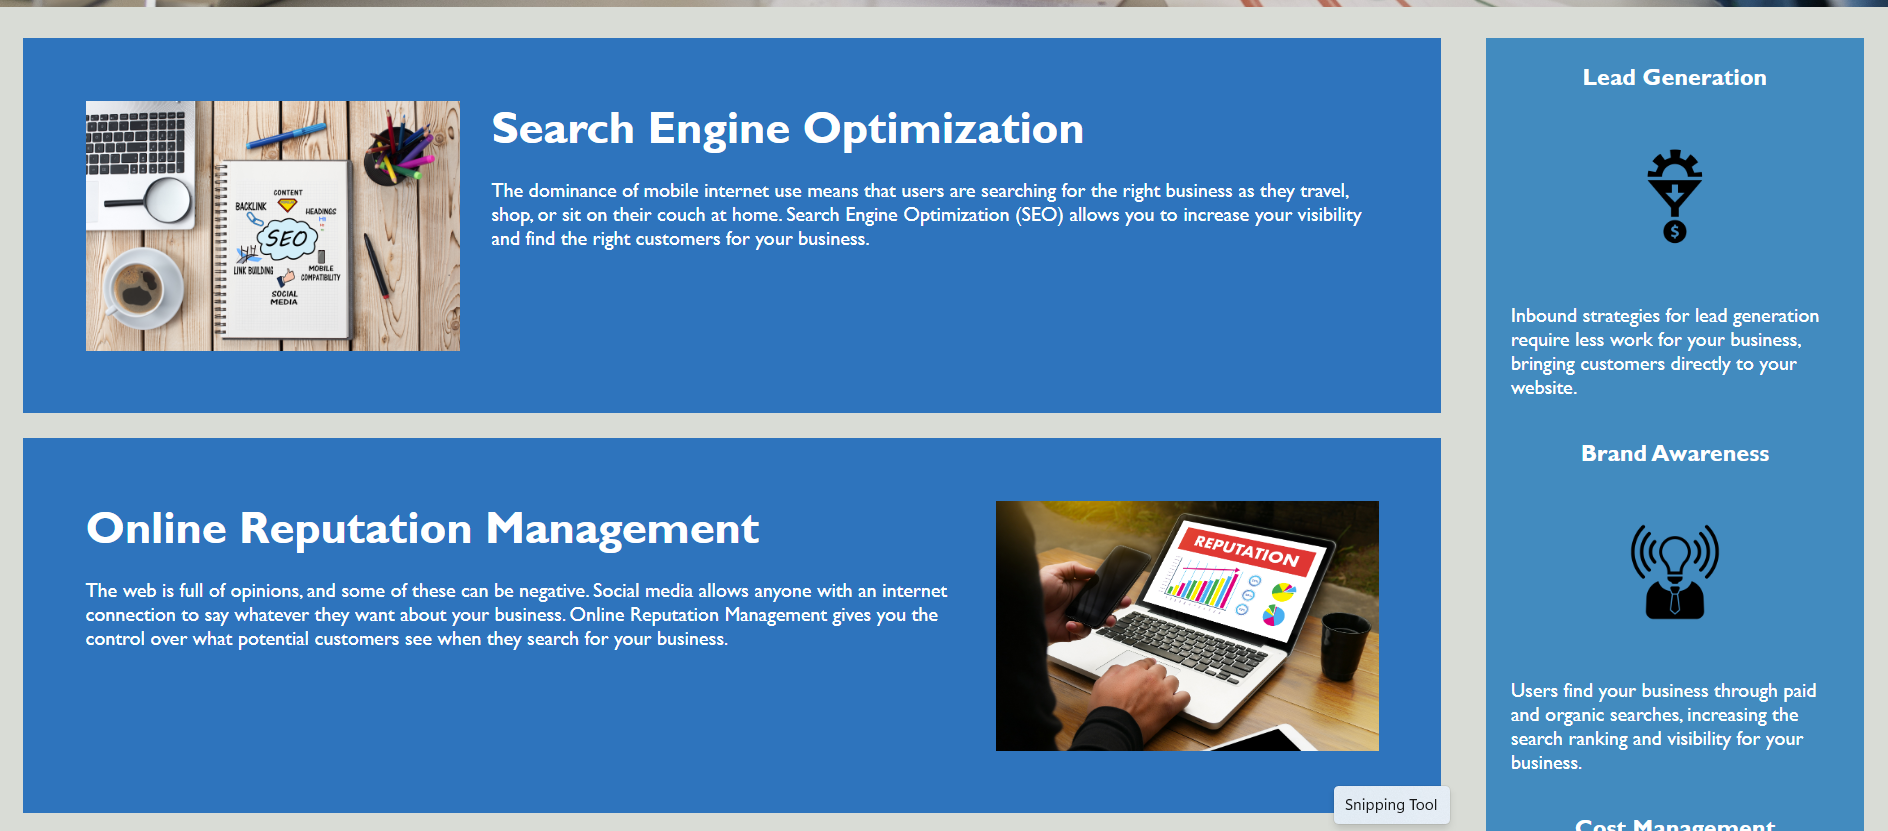 Search Engine Optimization
The dominance of mobile internet use means that users are searching for the right business as they travel,
shop, or sit on their couch at home. Search Engine Optimization (SEO) allows you to increase your visibility
and find the right customers for your business.
CONTENT
BACKLINK
HEADINGS
SEO
LINK BUILDING
MOBILE
COMPATIBILITY
SOCIAL
MEDIA
Online Reputation Management
The web is full of opinions, and some of these can be negative. Social media allows anyone with an internet
connection to say whatever they want about your business. Online Reputation Management gives you the
control over what potential customers see when they search for your business.
REPUTATION
Lead Generation
$
Inbound strategies for lead generation
require less work for your business,
bringing customers directly to your
website.
Brand Awareness
Users find your business through paid
and organic searches, increasing the
search ranking and visibility for your
business.
Cost Management
Snipping Tool